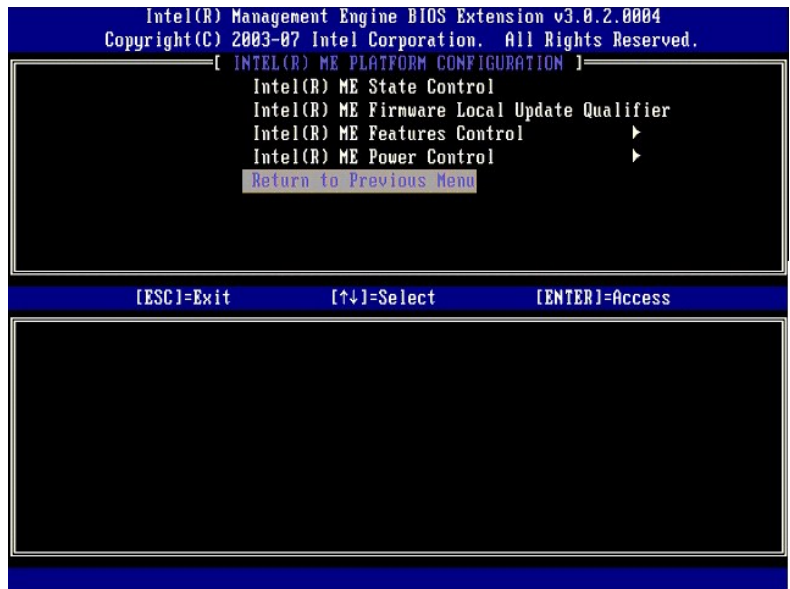 Intel(R) Management Engine BIOS Extension v3.0.2.0004
Copyright(C) 2003-07 Intel Corporation. All Rights Reserved.
[ INTEL(R) ME PLATFORM CONFIGURATION ]
Intel(R) ME State Control
Intel(R) ME Firmware Local Update Qualifier
Intel(R) ME Features Control ►
Intel(R) ME Power Control ►
Return to Previous Menu
[ESC]=Exit [↑↓]=Select [ENTER]=Access